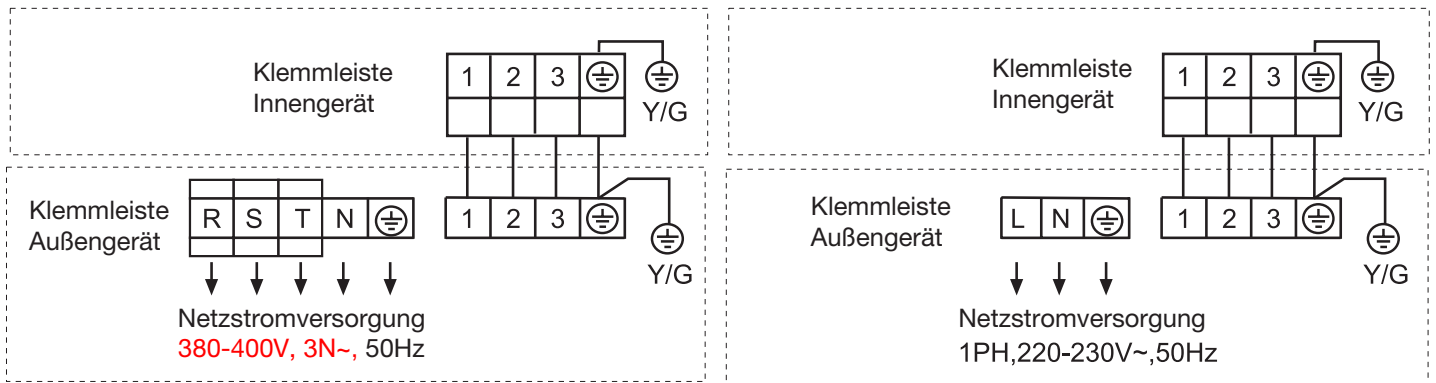 Klemmleiste
Innengerät
1 2 3
Y/G
Klemmleiste
Außengerät
R S T N
1 2 3
Y/G
Netzstromversorgung
380-400V, 3N~, 50Hz
Klemmleiste
Innengerät
1 2 3
Y/G
Klemmleiste
Außengerät
L N
1 2 3
Y/G
Netzstromversorgung
1PH,220-230V~,50Hz